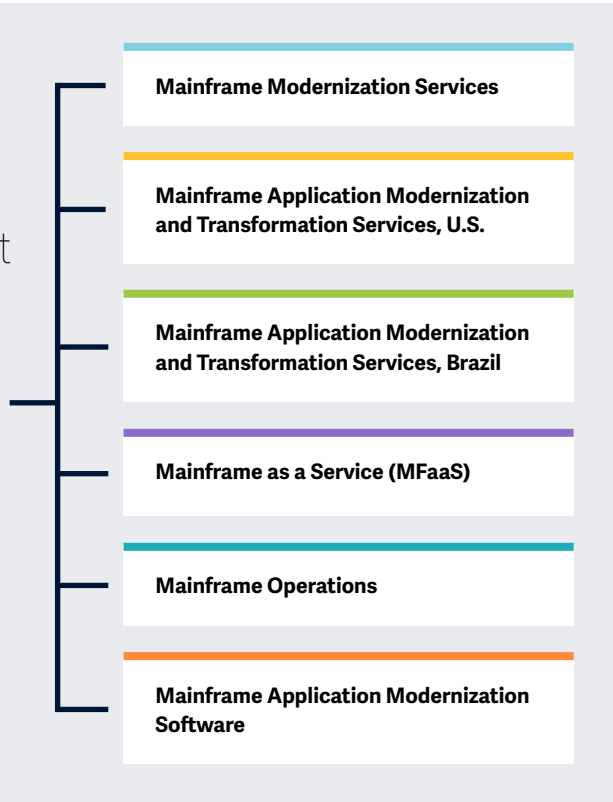 Mainframe Modernization Services
Mainframe Application Modernization
and Transformation Services, U.S.
Mainframe Application Modernization
and Transformation Services, Brazil
Mainframe as a Service (MFaaS)
Mainframe Operations
Mainframe Application Modernization
Software